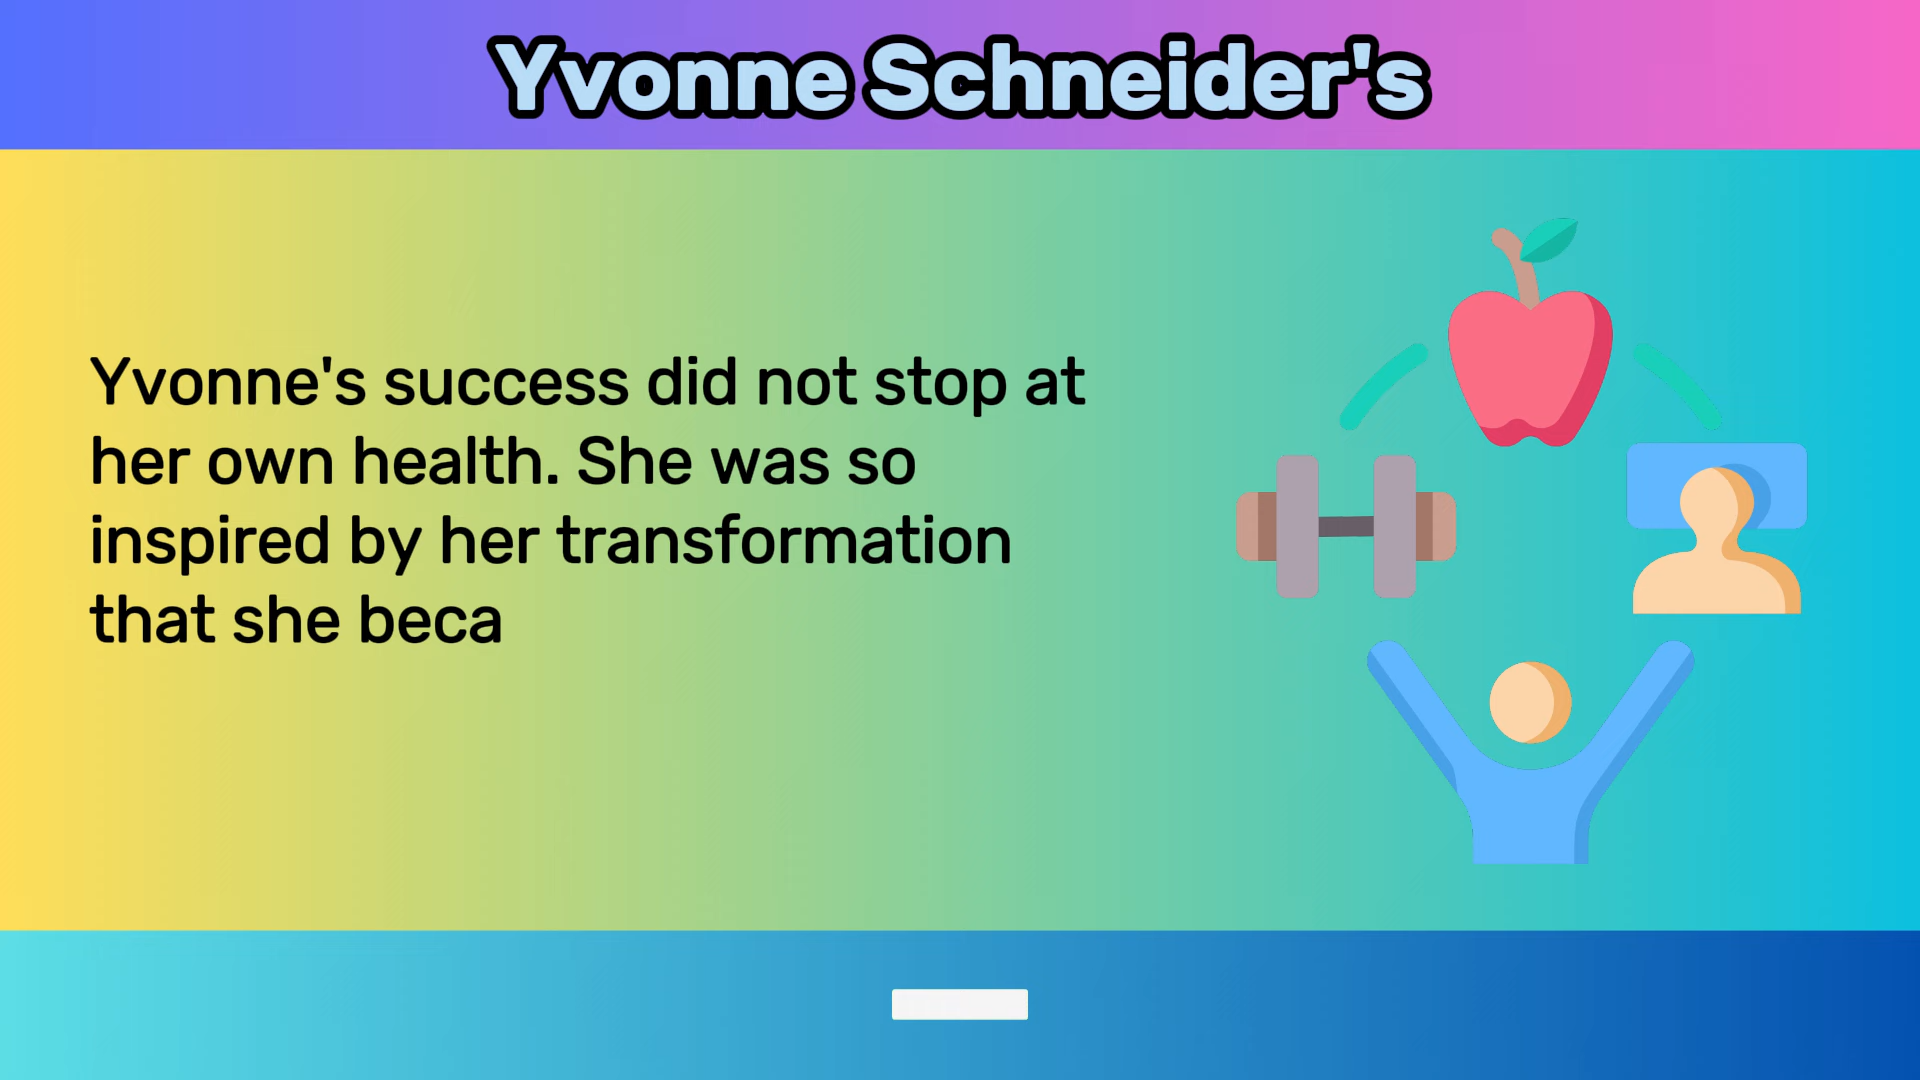 Yvonne Schneider's
Yvonne's success did not stop at
her own health. She was so
inspired by her transformation
that she beca